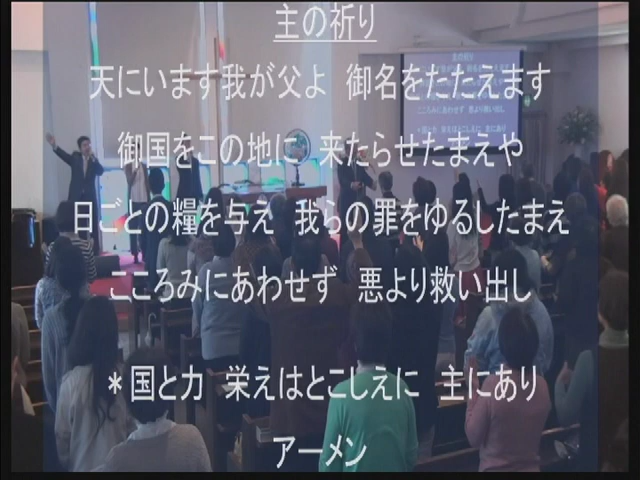 主の祈り
天にいます我が父よ 御名をたたえます
御国をこの地に 来たらせたまえや
日ごとの糧を与え 我らの罪をゆるしたまえ
こころみにあわせず 悪より救い出し
*国と力 栄えはとこしえに 主にあり
アーメン